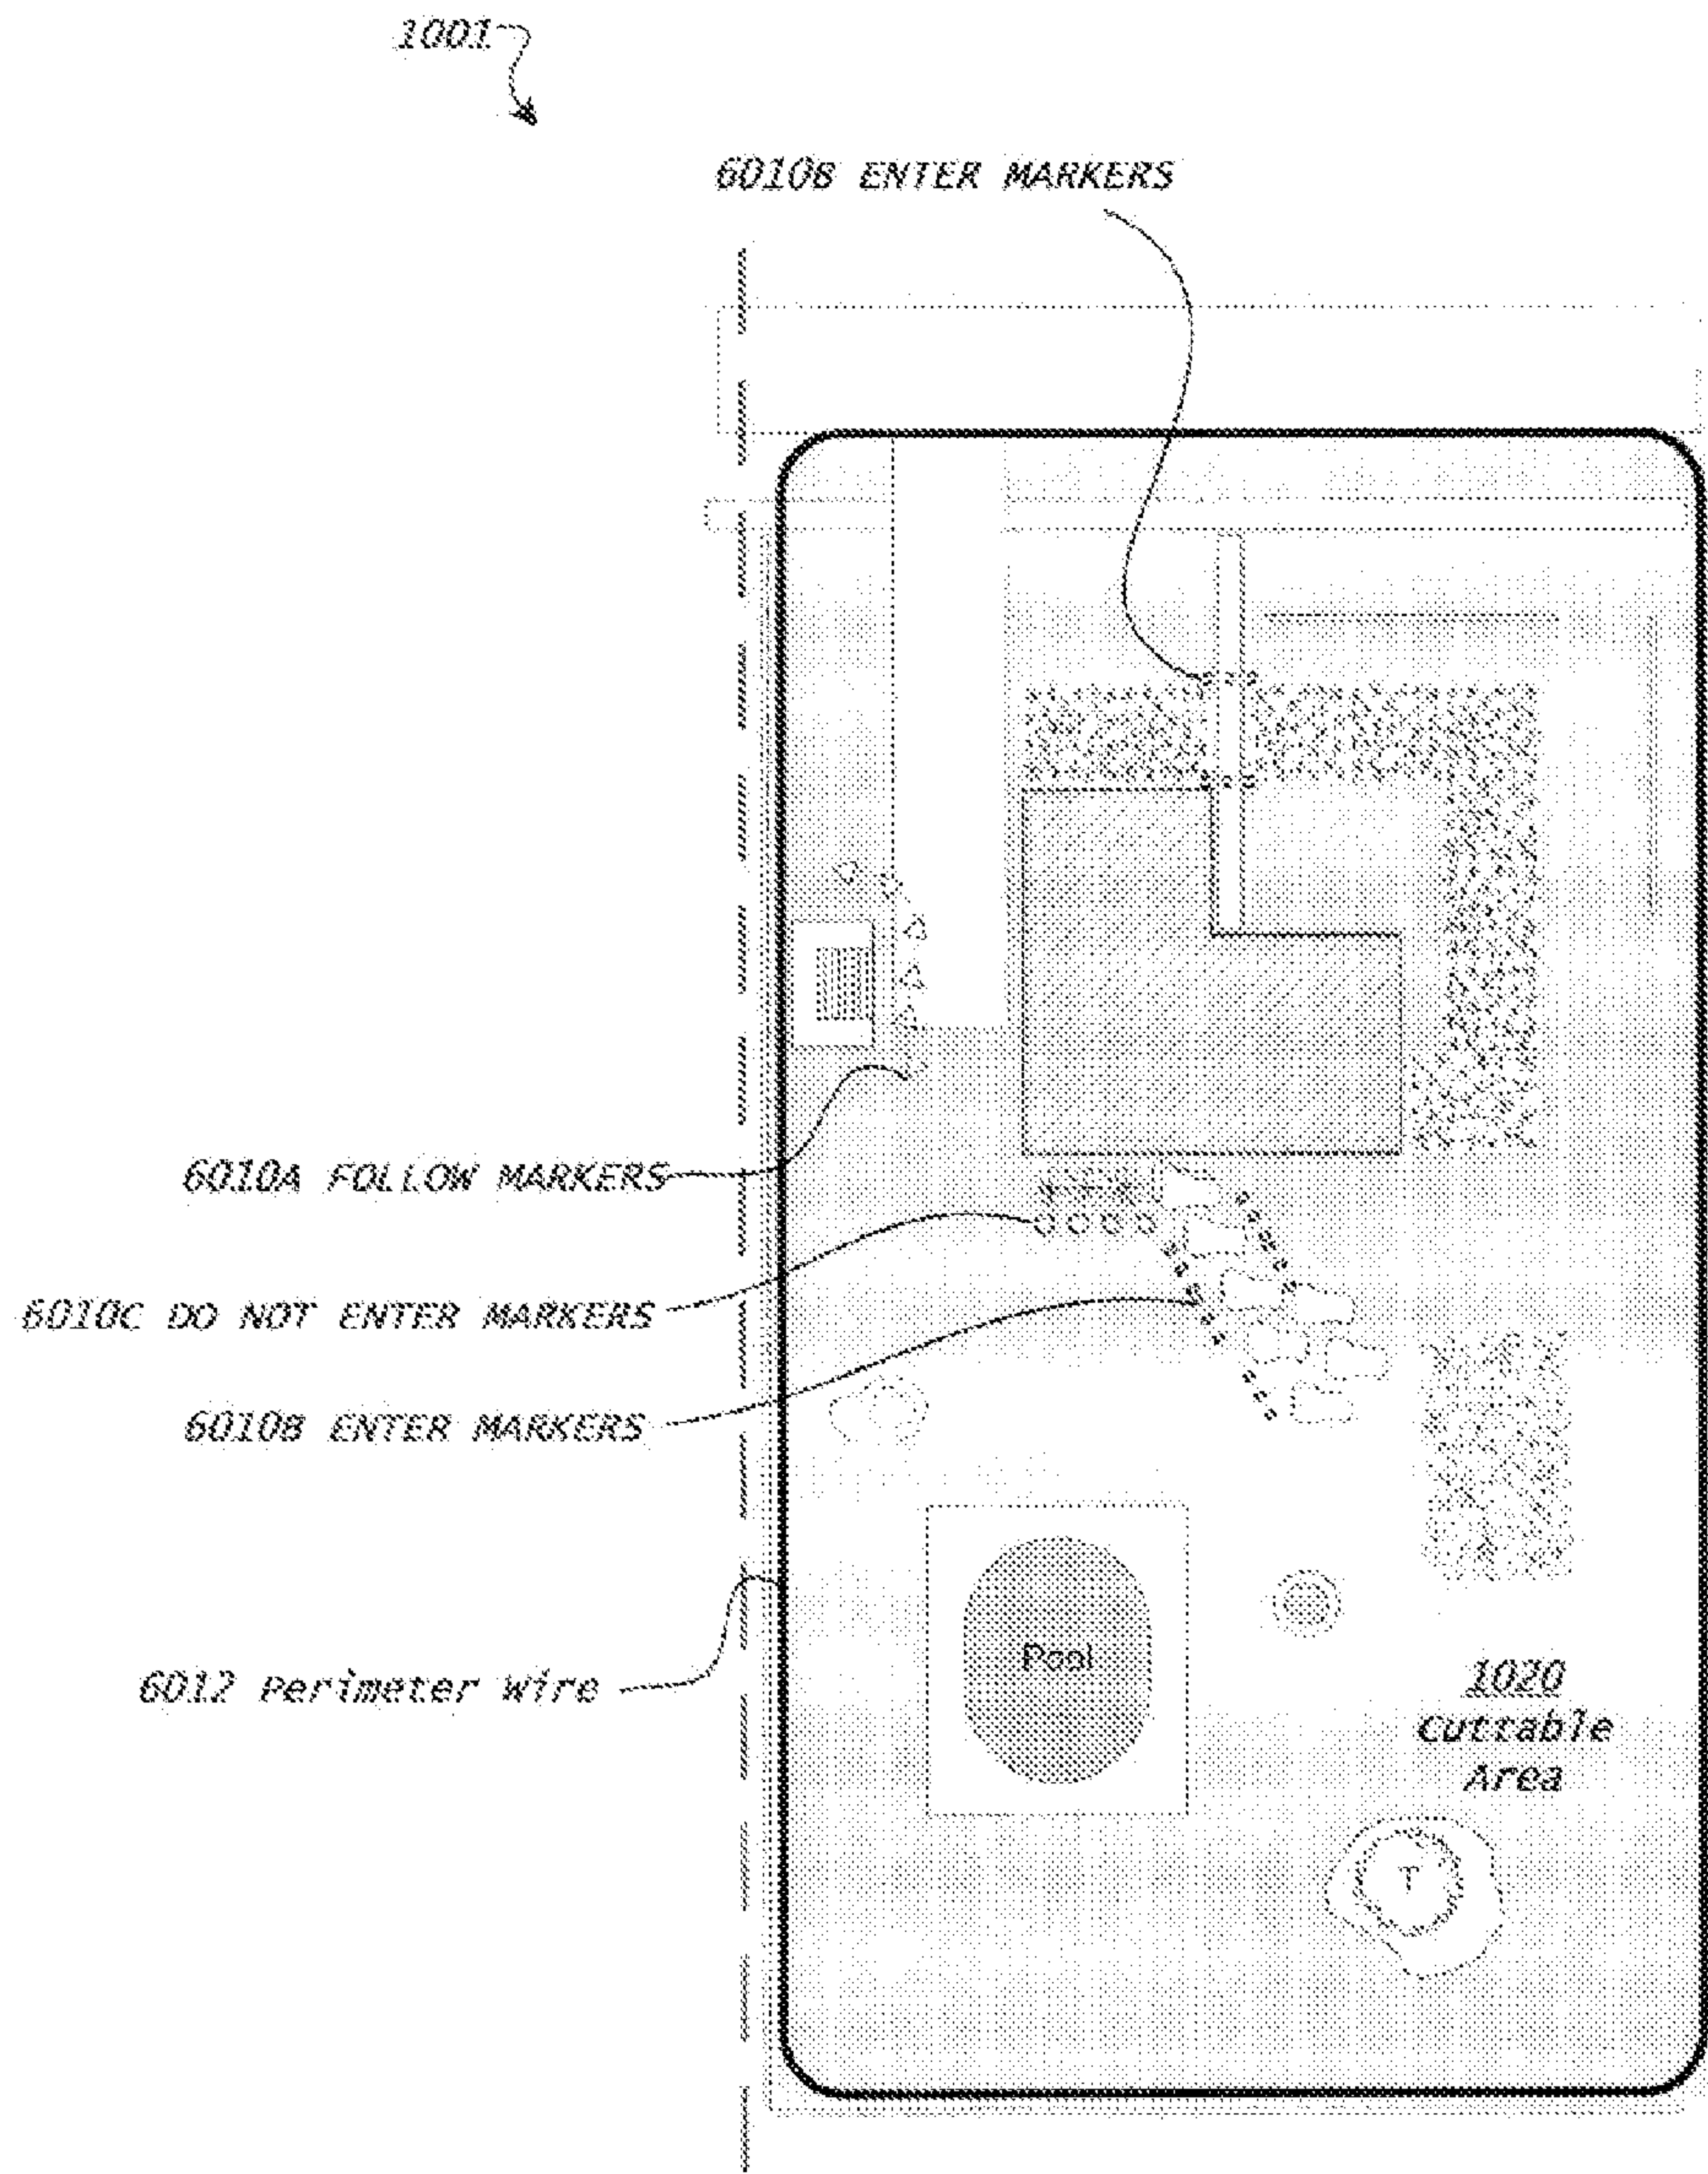 1001
6010B ENTER MARKERS
6010A FOLLOW MARKERS
6010C DO NOT ENTER MARKERS
6010B ENTER MARKERS
Pool
6012 Perimeter Wire
1020
Cuttable
Area
T